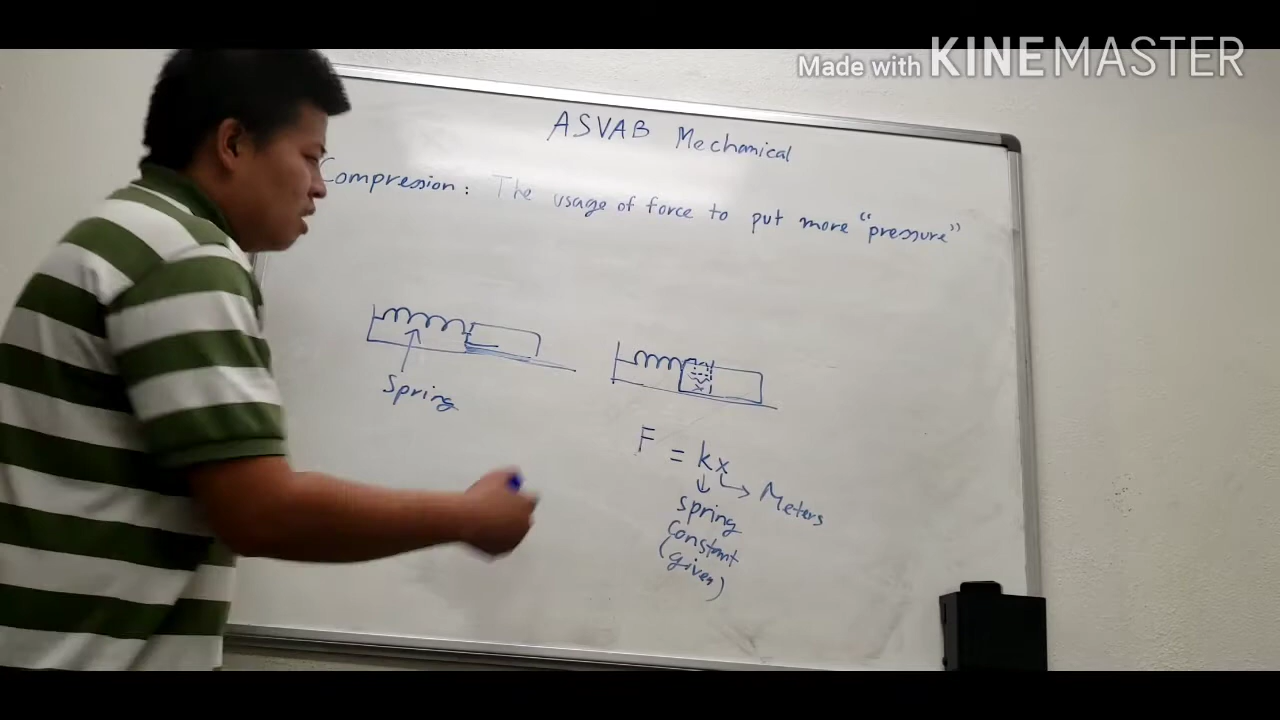 Made with KINEMASTER
ASVAB Mechanical
Compression: The usage of force to put more "pressure"
Spring
x
F = kx
Meters
spring
constant
(given)